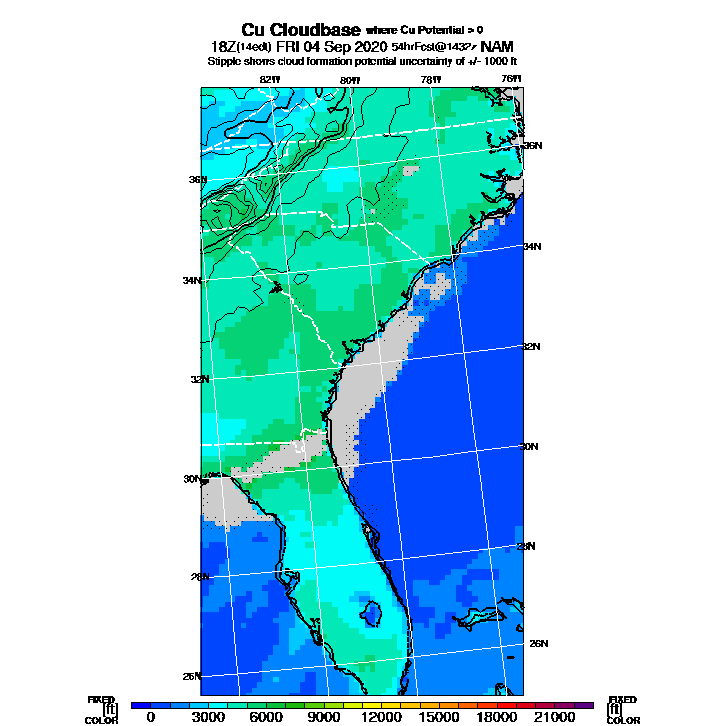 Cu Cloudbase where Cu Potential > 0
18Z(14edt) FRI 04 Sep 2020 54hrFcst@1432z NAM
Stipple shows cloud formation potential uncertainty of +/- 1000 ft
82W 80W 78W 76W
36N
36N
34N
34N
32N
32N
30N
30N
28N
28N
26N
26N
FIXED [ft] COLOR
0 3000 6000 9000 12000 15000 18000 21000
FIXED [ft] COLOR